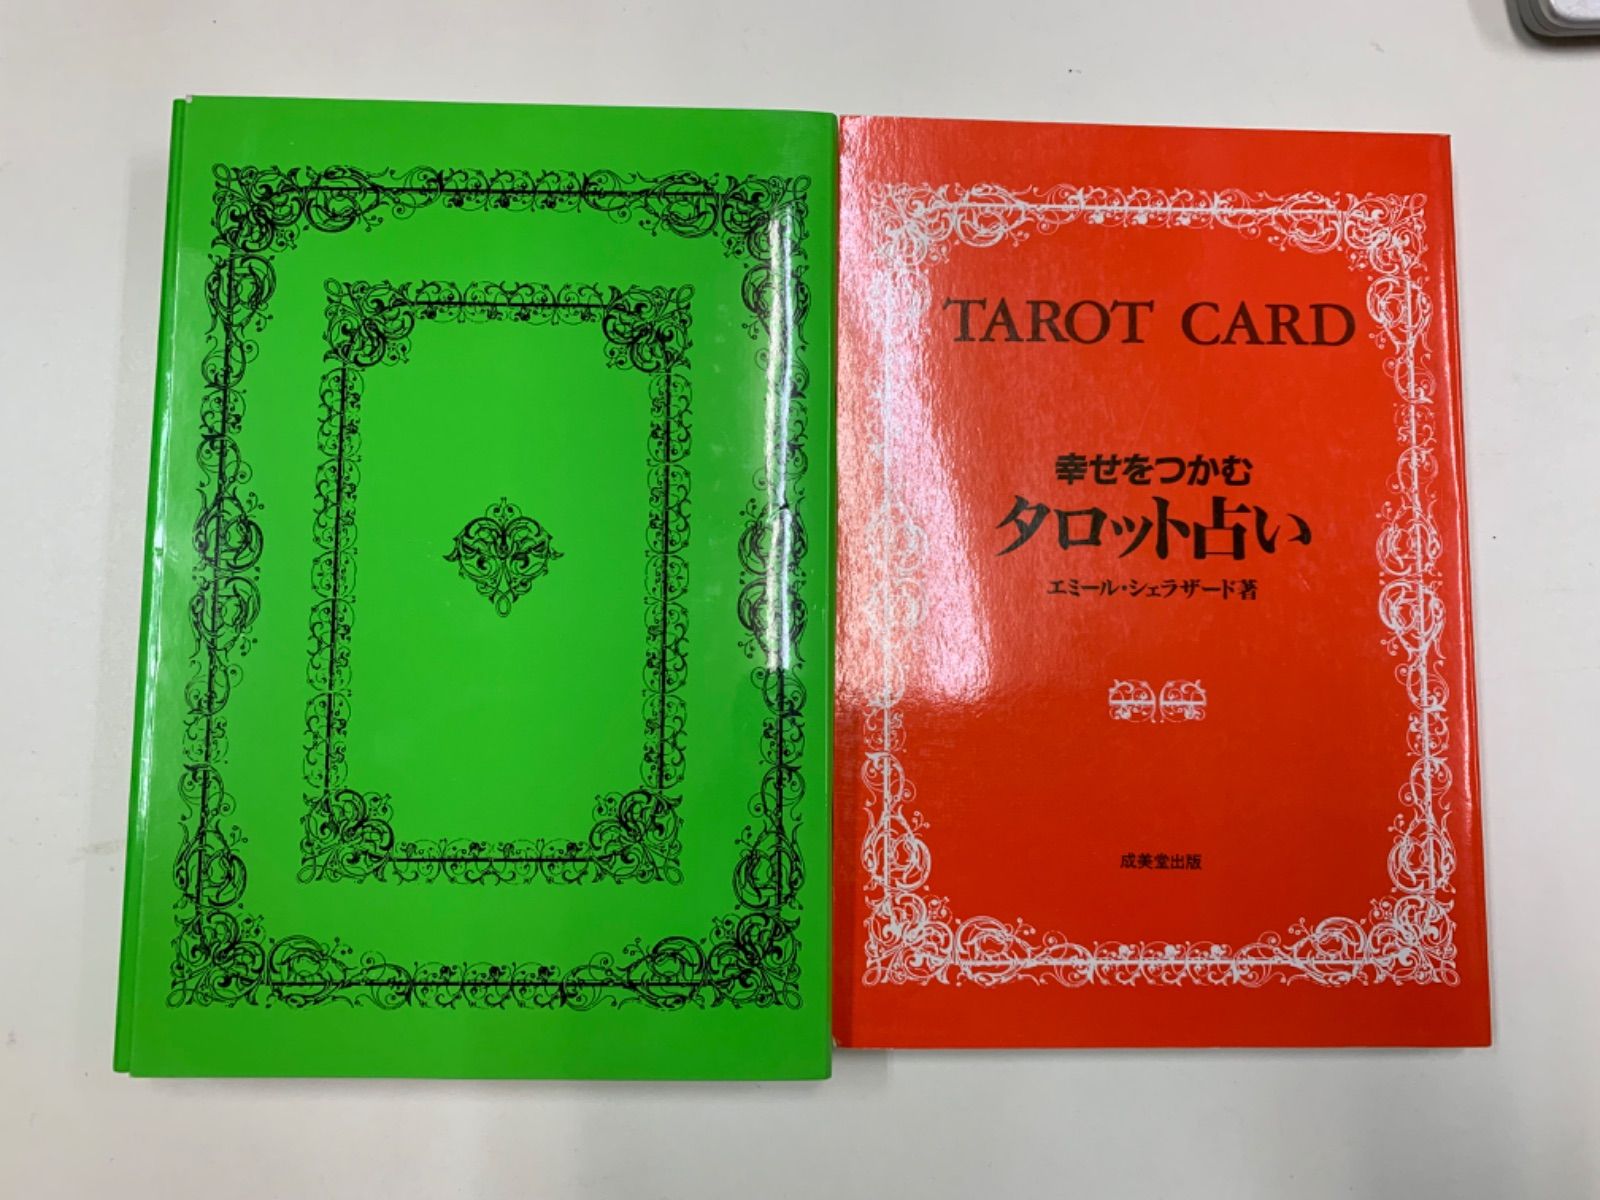 TAROT CARD
幸せをつかむ
タロット占い
エミール・シェラザード著
成美堂出版